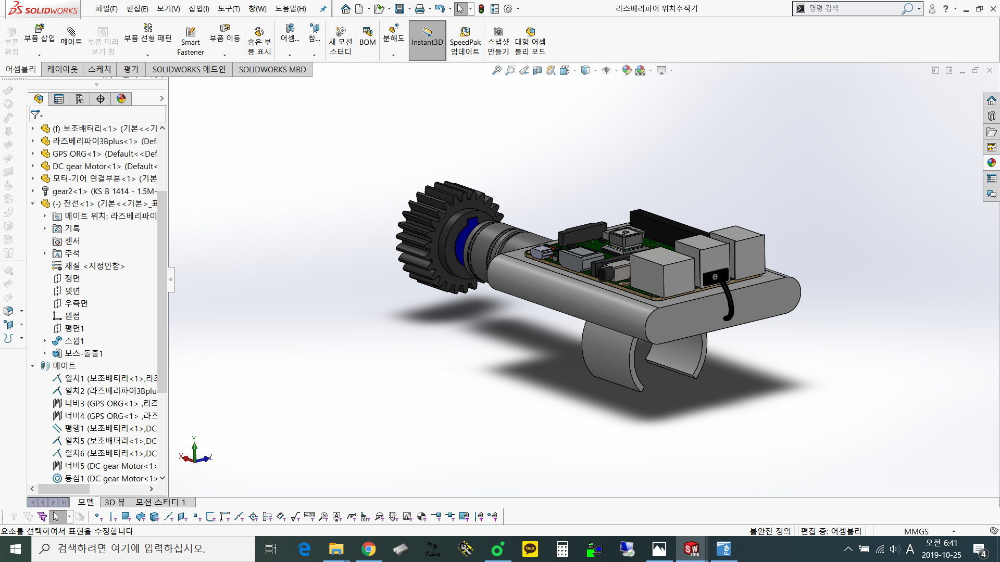 SOLIDWORKS
파일(F) 편집(E) 보기(V) 삽입(I) 도구(T) 창(W) 도움말(H)
라즈베리파이 위치추적기
명령 검색
부품 편집
부품 삽입
메이트
부품 미리 보기 창
부품 선형 패턴
Smart Fastener
부품 이동
숨은 부품 표시
어셈...
참...
새 모션 스터디
BOM
분해도
Instant3D
SpeedPak 업데이트
스냅샷 만들기
대형 어셈블리 모드
어셈블리 레이아웃 스케치 평가 SOLIDWORKS 애드인 SOLIDWORKS MBD
(f) 보조배터리<1> (기본<<기
라즈베리파이3Bplus<1> (Def
GPS ORG<1> (Default<<Def
DC gear Motor<1> (Default<
모터-기어 연결부분<1> (기본
gear2<1> (KS B 1414 - 1.5M-
(-) 전선<1> (기본<<기본>_표
메이트 위치: 라즈베리파이
기록
센서
주석
재질 <지정안함>
정면
윗면
우측면
원점
평면1
스윕1
보스-돌출1
메이트
일치1 (보조배터리<1>,라즈
일치2 (라즈베리파이3Bplu
너비3 (GPS ORG<1> ,라즈
너비4 (GPS ORG<1> ,라즈
평행1 (보조배터리<1>,DC
일치5 (보조배터리<1>,DC
일치6 (보조배터리<1>,DC
너비5 (DC gear Motor<1>
동심1 (DC gear Motor<1>
Y
X
Z
모델 3D 뷰 모션 스터디 1
요소를 선택하여서 표현을 수정합니다
불완전 정의 편집 중: 어셈블리 MMGS
검색하려면 여기에 입력하십시오.
My Robot
TALK
SW 2018
A
오전 6:41
2019-10-25
4